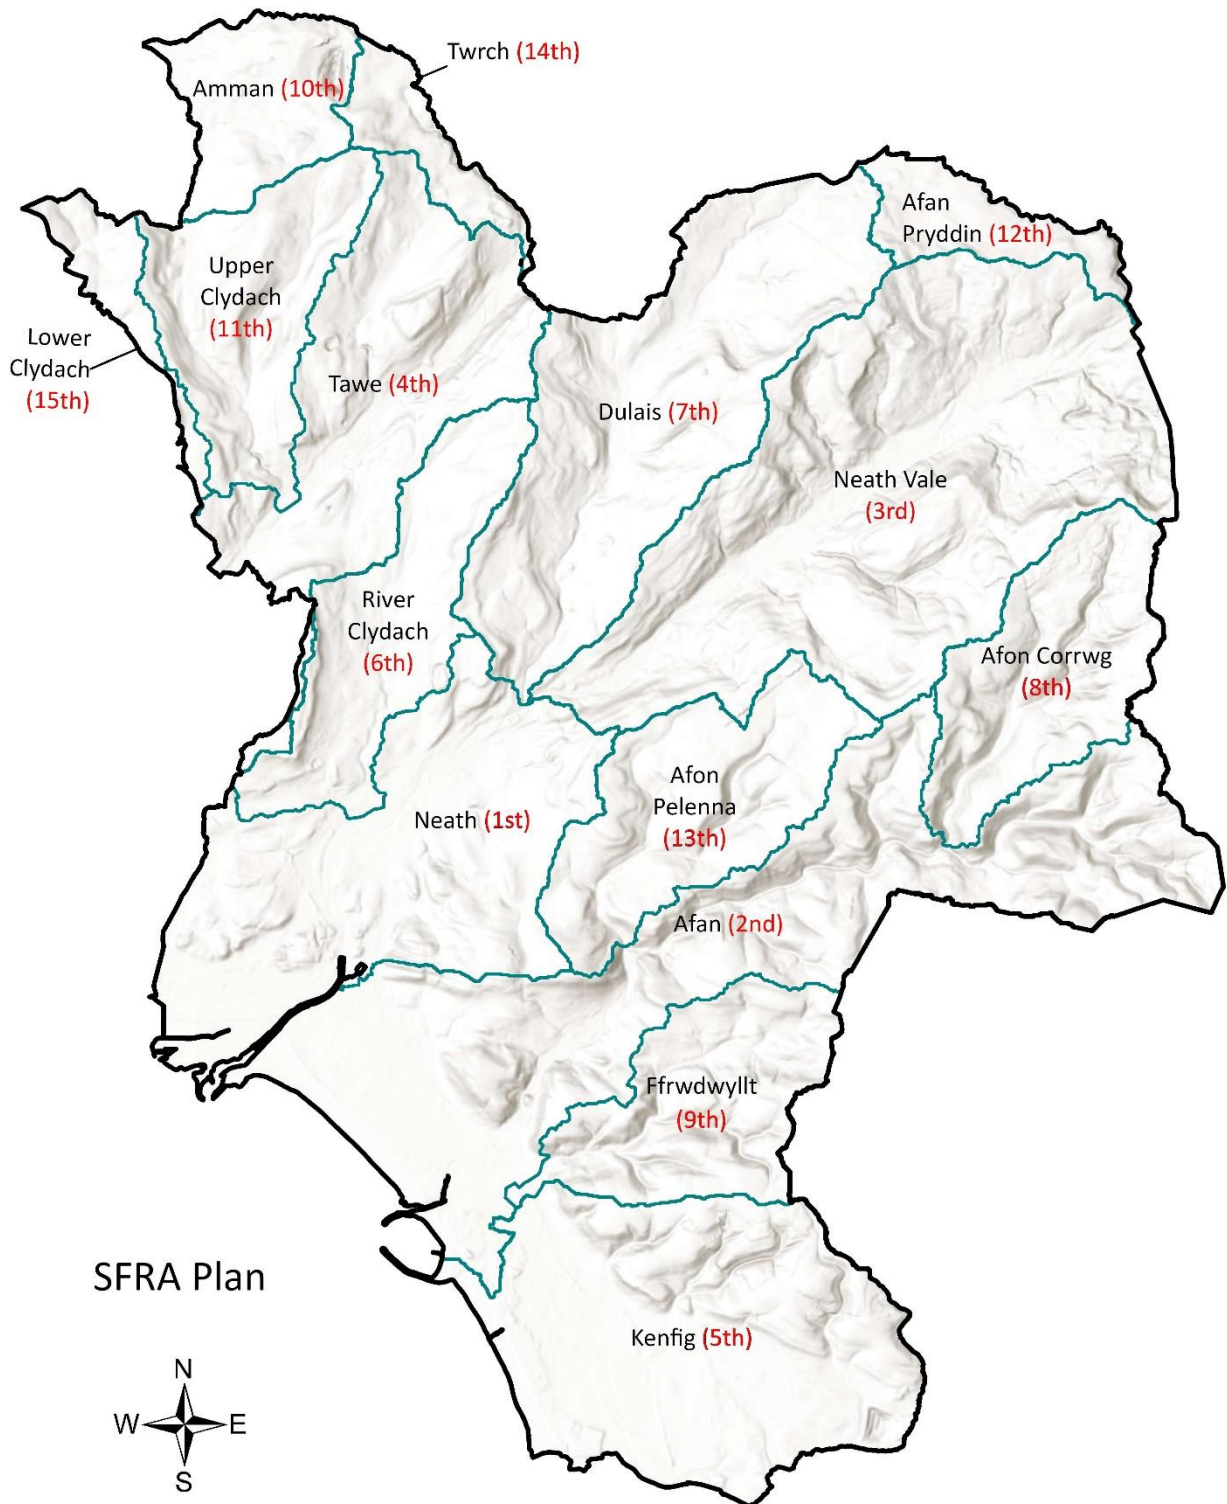 Twrch (14th)
Amman (10th)
Afan
Pryddin (12th)
Upper
Clydach
(11th)
Lower
Clydach
(15th)
Tawe (4th)
Dulais (7th)
Neath Vale
(3rd)
River
Clydach
(6th)
Afon Corrwg
(8th)
Afon
Pelenna
(13th)
Neath (1st)
Afan (2nd)
Ffrwdwyllt
(9th)
SFRA Plan
Kenfig (5th)
N
W E
S